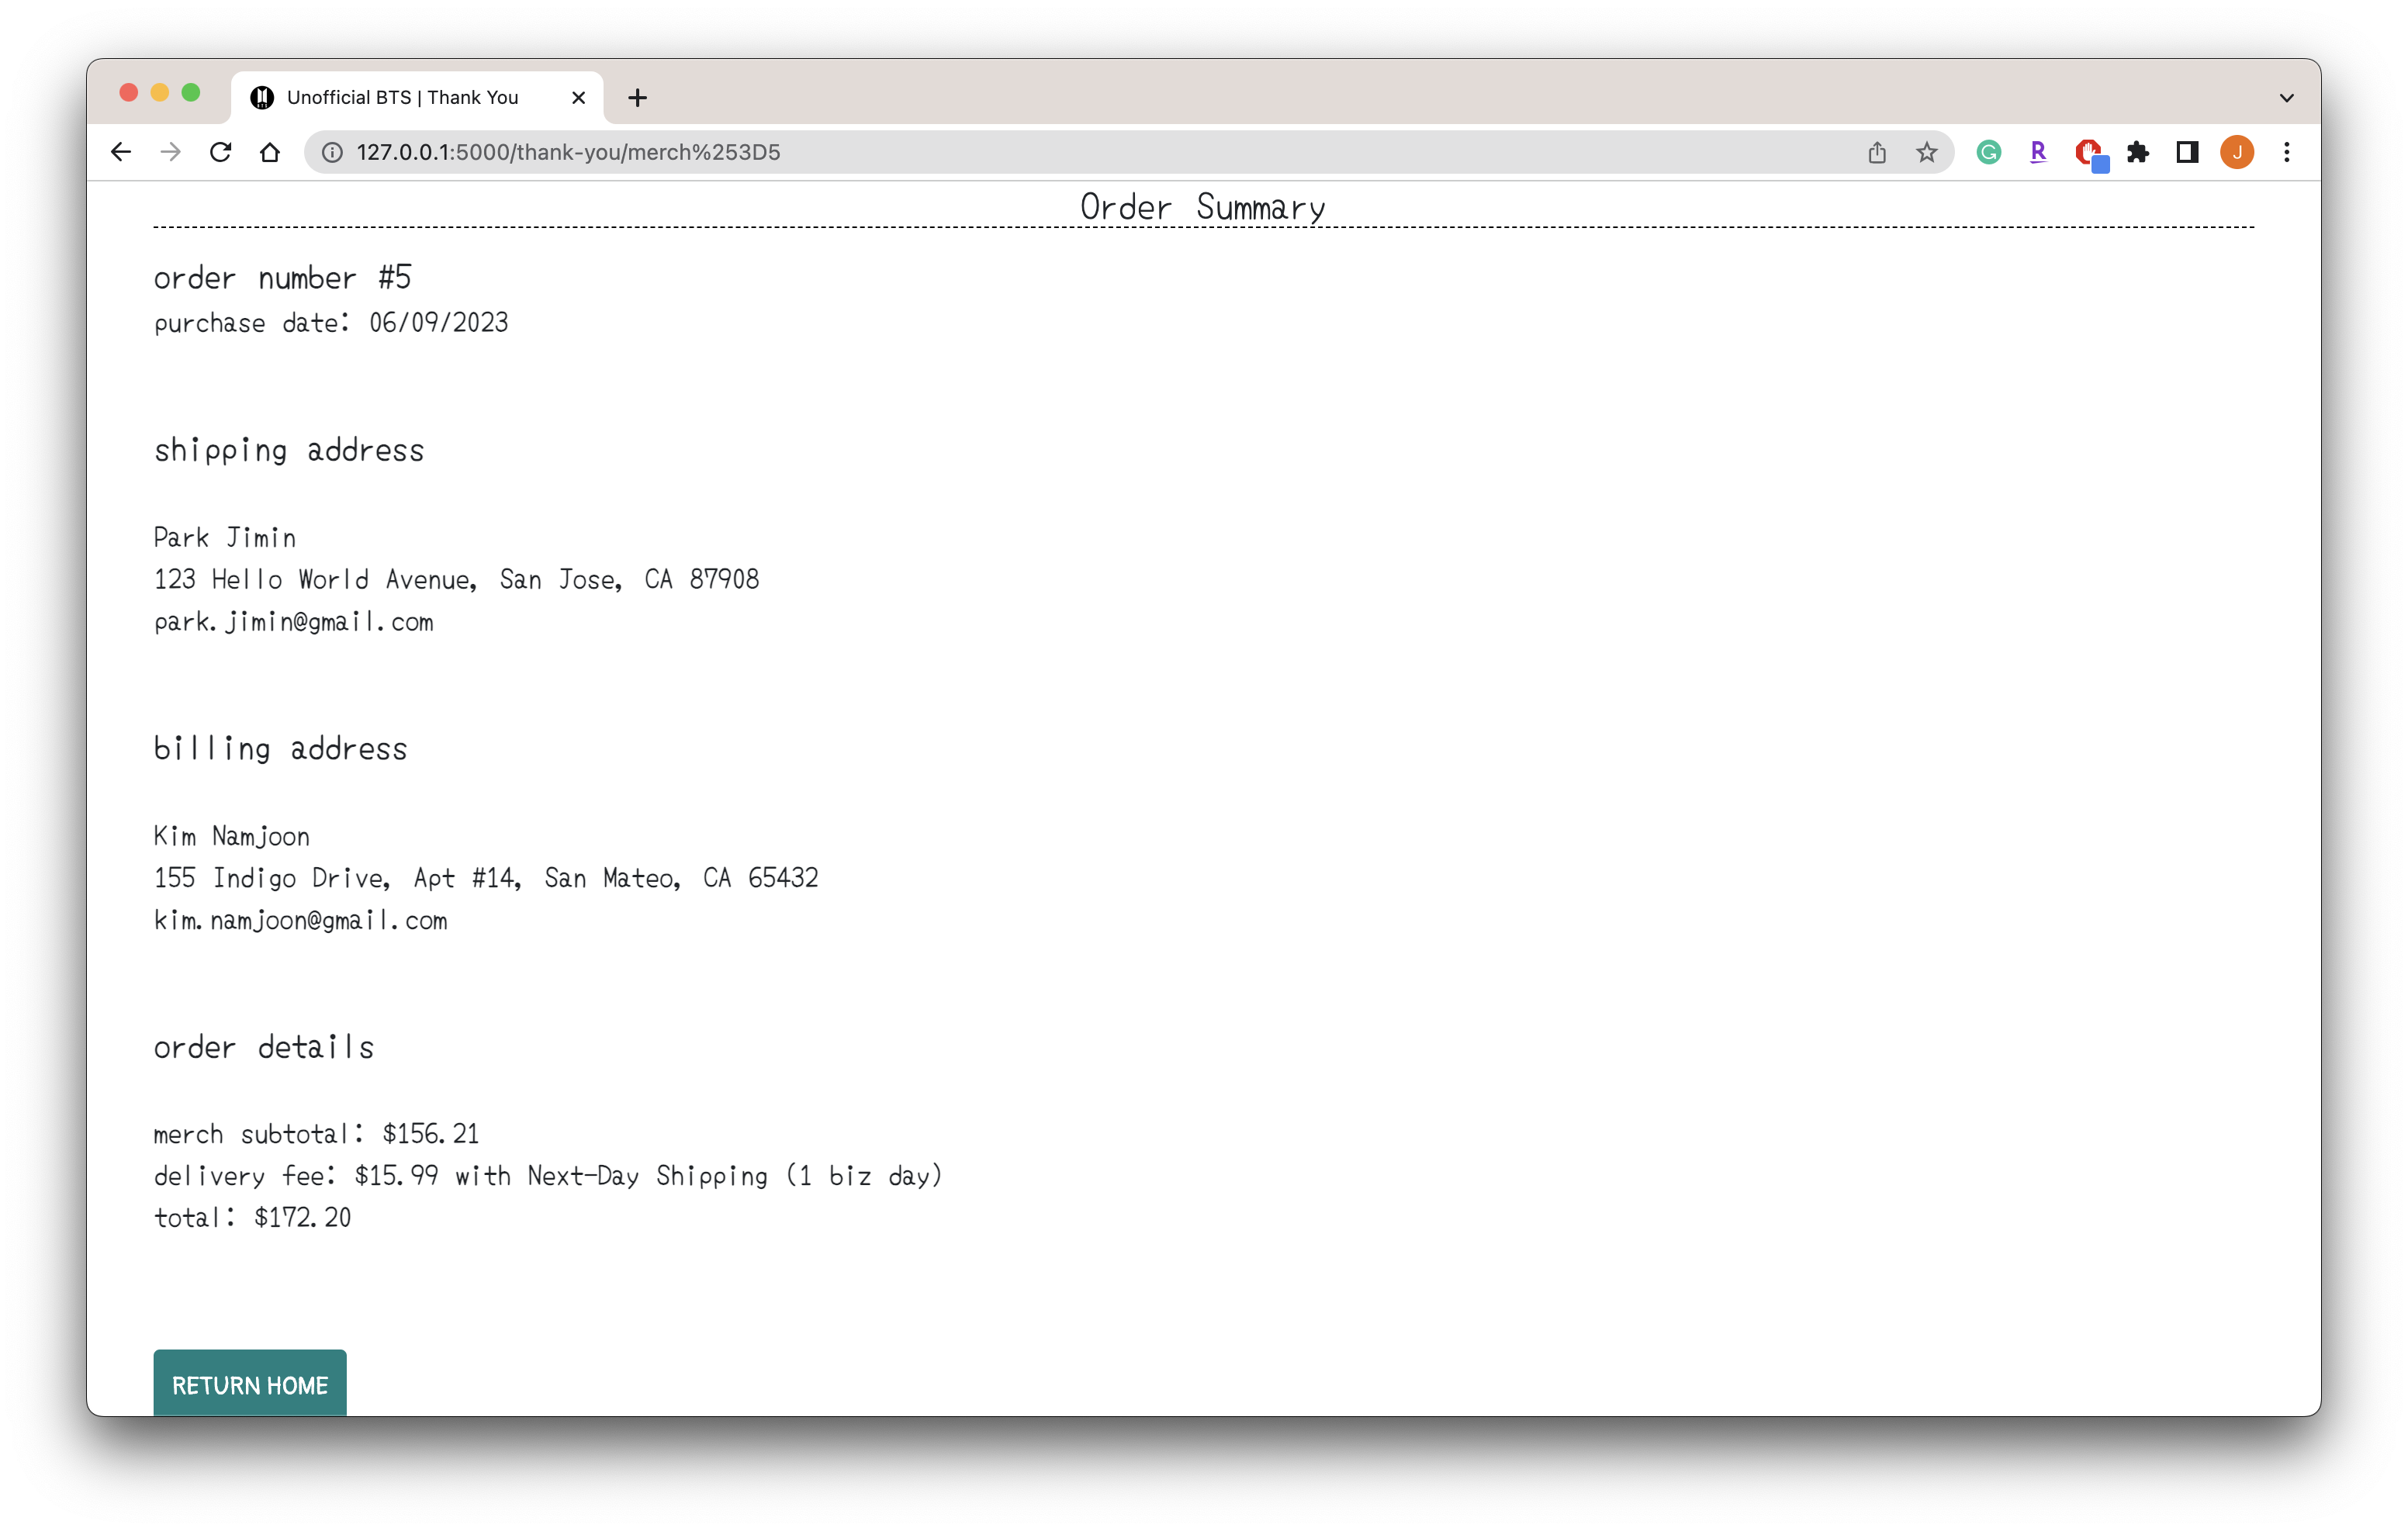 Unofficial BTS | Thank You
127.0.0.1:5000/thank-you/merch%253D5
G
R
J
Order Summary
order number #5
purchase date: 06/09/2023
shipping address
Park Jimin
123 Hello World Avenue, San Jose, CA 87908
park.jimin@gmail.com
billing address
Kim Namjoon
155 Indigo Drive, Apt #14, San Mateo, CA 65432
kim.namjoon@gmail.com
order details
merch subtotal: $156.21
delivery fee: $15.99 with Next-Day Shipping (1 biz day)
total: $172.20
RETURN HOME